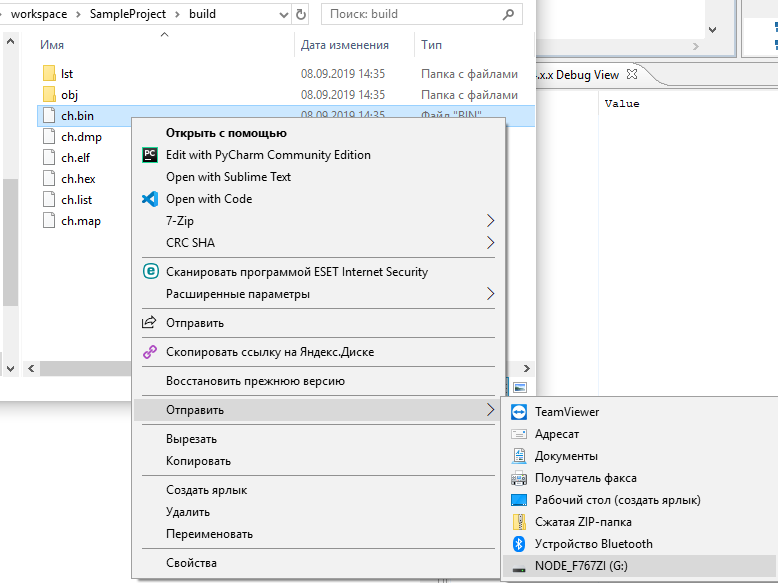 workspace > SampleProject > build
Поиск: build
Имя
Дата изменения
Тип
lst
08.09.2019 14:35
Папка с файлами
obj
08.09.2019 14:35
Папка с файлами
ch.bin
08.09.2019 14:35
Файл "BIN"
ch.dmp
ch.elf
ch.hex
ch.list
ch.map
.x.x Debug View
Value
Открыть с помощью
PC
Edit with PyCharm Community Edition
Open with Sublime Text
Open with Code
7-Zip
CRC SHA
e
Сканировать программой ESET Internet Security
Расширенные параметры
Отправить
Скопировать ссылку на Яндекс.Диске
Восстановить прежнюю версию
Отправить
Вырезать
Копировать
Создать ярлык
Удалить
Переименовать
Свойства
TeamViewer
Адресат
Документы
Получатель факса
Рабочий стол (создать ярлык)
Сжатая ZIP-папка
Устройство Bluetooth
NODE_F767ZI (G:)